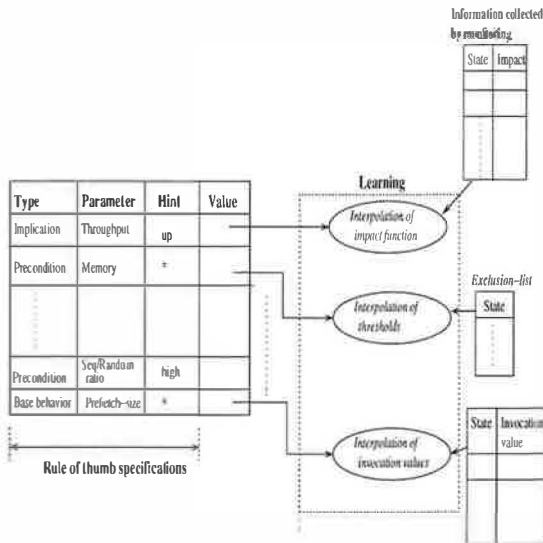 Information collected
by monitoring
State Impact
Learning
Type Parameter Hint Value
Implication Throughput up
Interpolation of
impact function
Precondition Memory *
Exclusion-list
State
Interpolation of
thresholds
Precondition Seq/Random
ratio high
Base behavior Prefetch-size *
State Invocation
value
Interpolation of
invocation values
Rule of thumb specifications